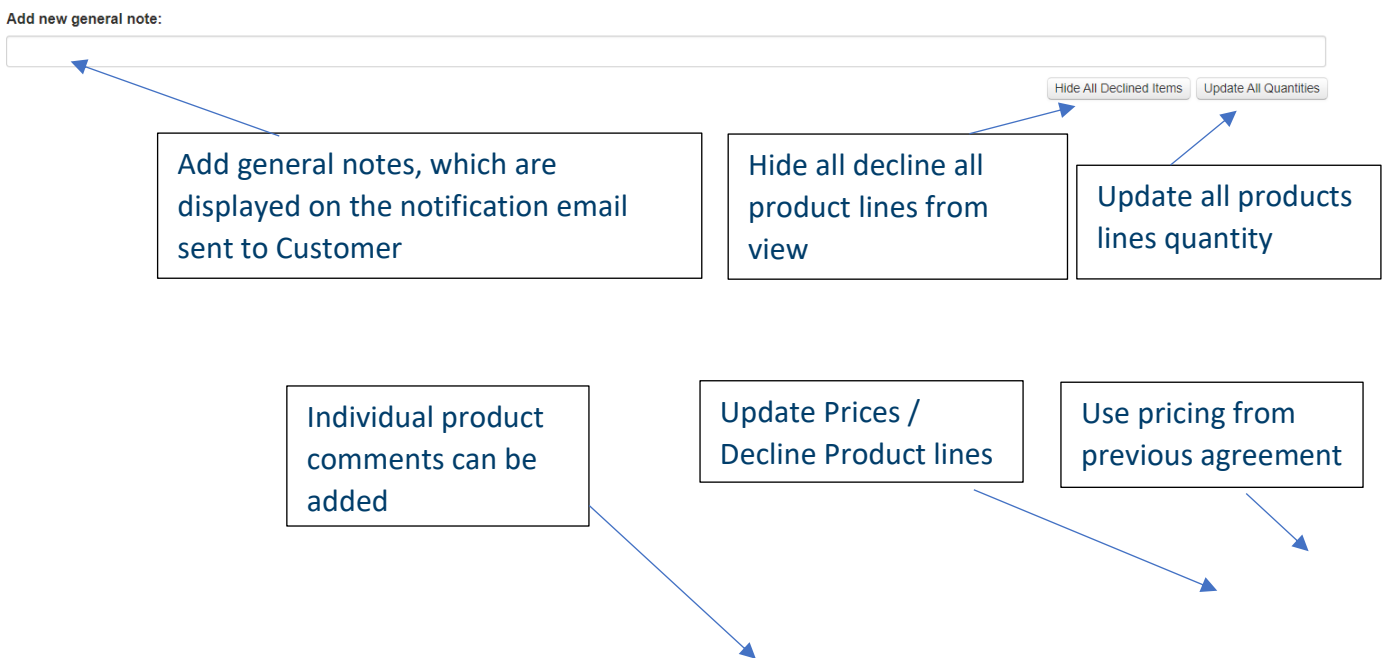 Add new general note:
Hide All Declined Items
Update All Quantities
Add general notes, which are
displayed on the notification email
sent to Customer
Hide all decline all
product lines from
view
Update all products
lines quantity
Individual product
comments can be
added
Update Prices /
Decline Product lines
Use pricing from
previous agreement